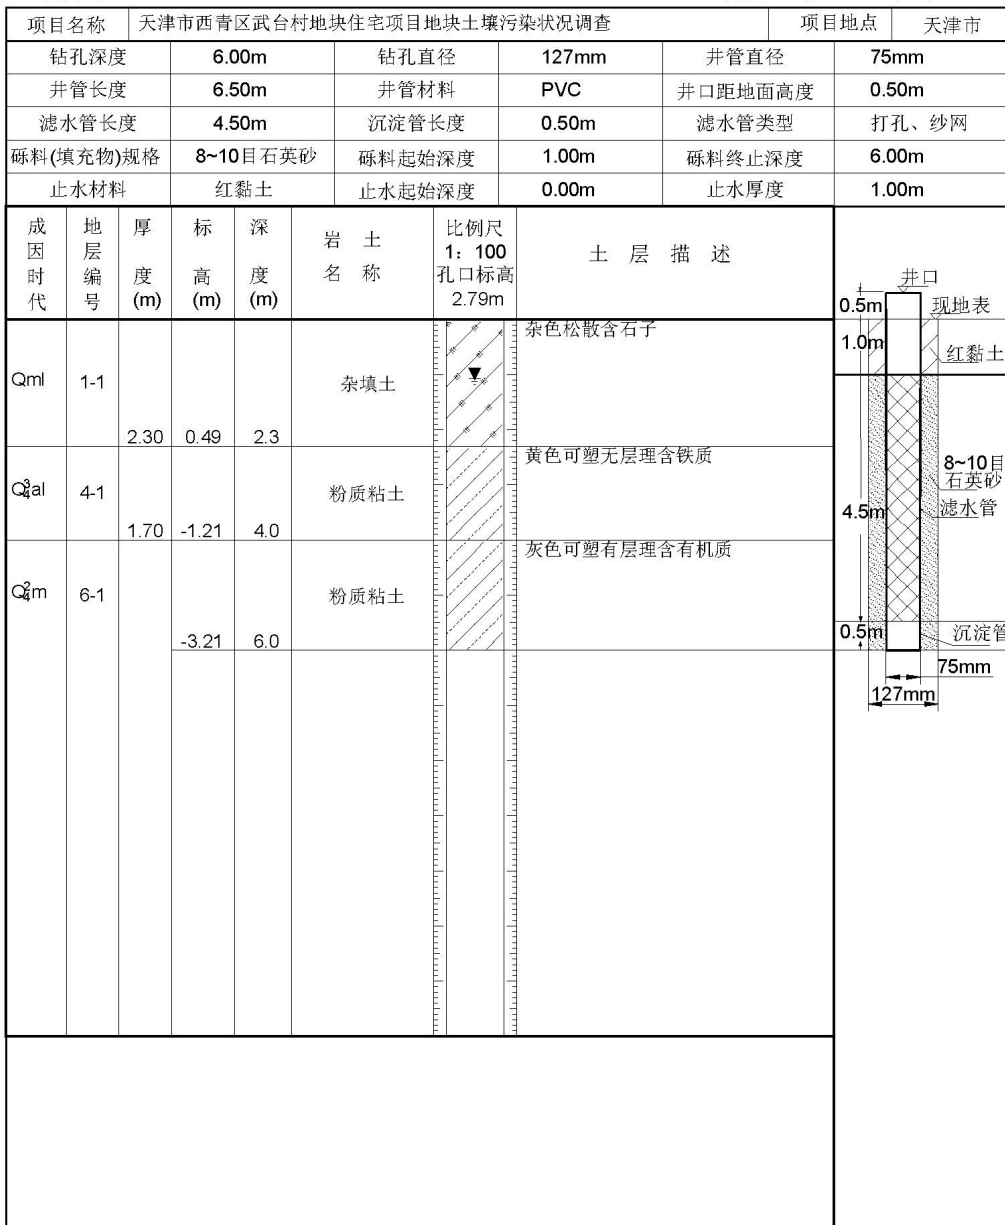 项目名称 天津市西青区武台村地块住宅项目地块土壤污染状况调查 项目地点 天津市
钻孔深度 6.00m 钻孔直径 127mm 井管直径 75mm
井管长度 6.50m 井管材料 PVC 井口距地面高度 0.50m
滤水管长度 4.50m 沉淀管长度 0.50m 滤水管类型 打孔、纱网
砾料(填充物)规格 8~10目石英砂 砾料起始深度 1.00m 砾料终止深度 6.00m
止水材料 红黏土 止水起始深度 0.00m 止水厚度 1.00m
成因时代 地层编号 厚度(m) 标高(m) 深度(m) 岩土名称 比例尺 1：100 孔口标高 2.79m 土层描述
杂色松散含石子
Qml 1-1 杂填土
2.30 0.49 2.3
黄色可塑无层理含铁质
Q₄³al 4-1 粉质粘土
1.70 -1.21 4.0
灰色可塑有层理含有机质
Q₄²m 6-1 粉质粘土
-3.21 6.0
井口
0.5m 现地表
1.0m 红黏土
8~10目
石英砂
4.5m 滤水管
0.5m 沉淀管
75mm
127mm